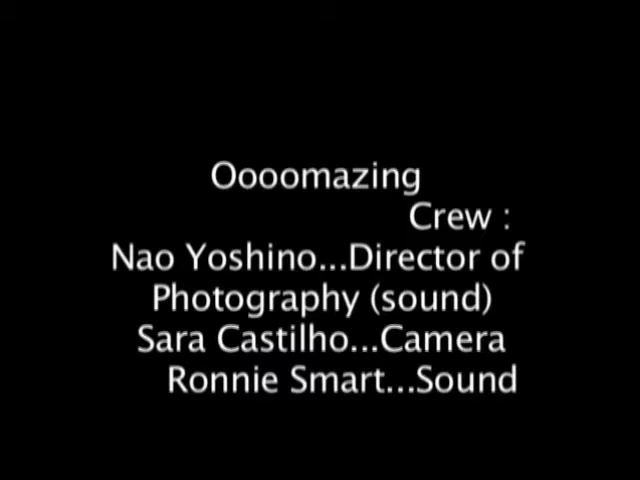 Oooomazing
Crew :
Nao Yoshino...Director of
Photography (sound)
Sara Castilho...Camera
Ronnie Smart...Sound